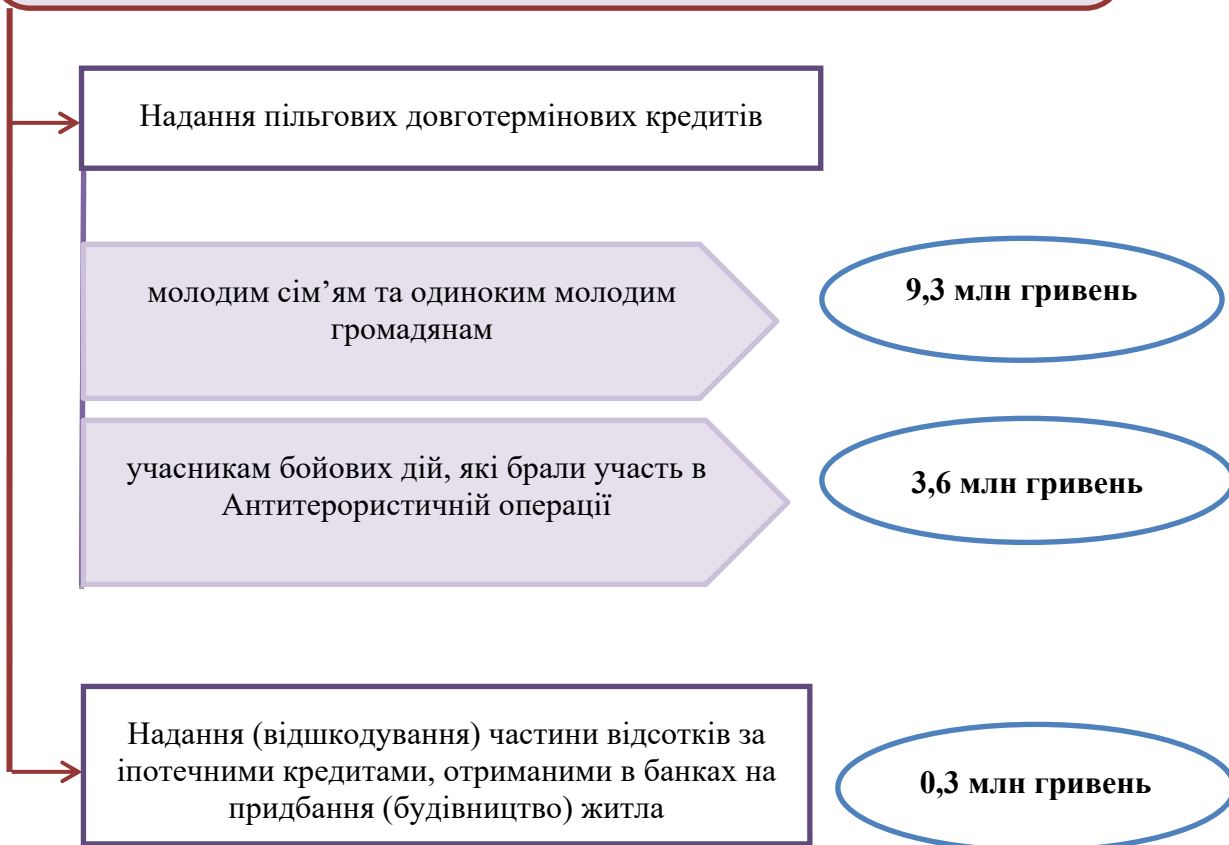 Надання пільгових довготермінових кредитів
молодим сім’ям та одиноким молодим
громадянам
9,3 млн гривень
учасникам бойових дій, які брали участь в
Антитерористичній операції
3,6 млн гривень
Надання (відшкодування) частини відсотків за
іпотечними кредитами, отриманими в банках на
придбання (будівництво) житла
0,3 млн гривень